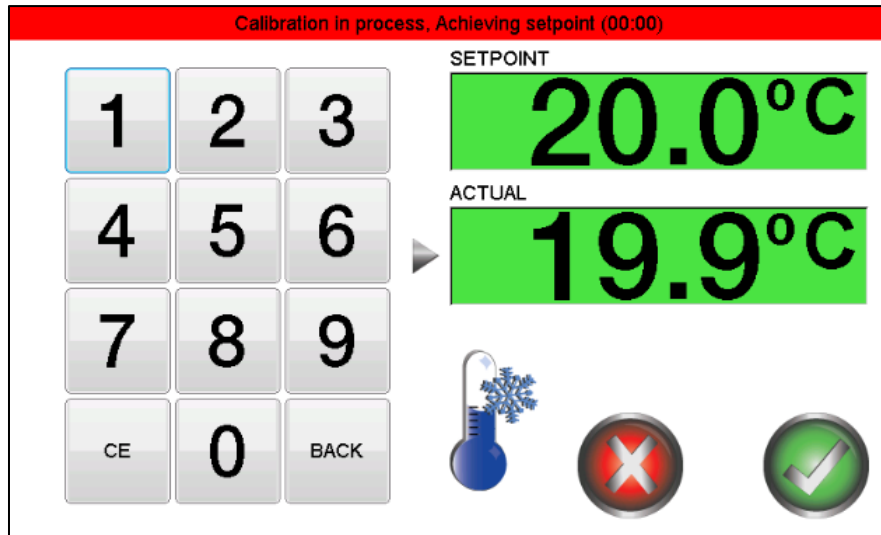 Calibration in process, Achieving setpoint (00:00)
1 2 3
4 5 6
7 8 9
CE 0 BACK
SETPOINT
20.0°C
ACTUAL
19.9°C